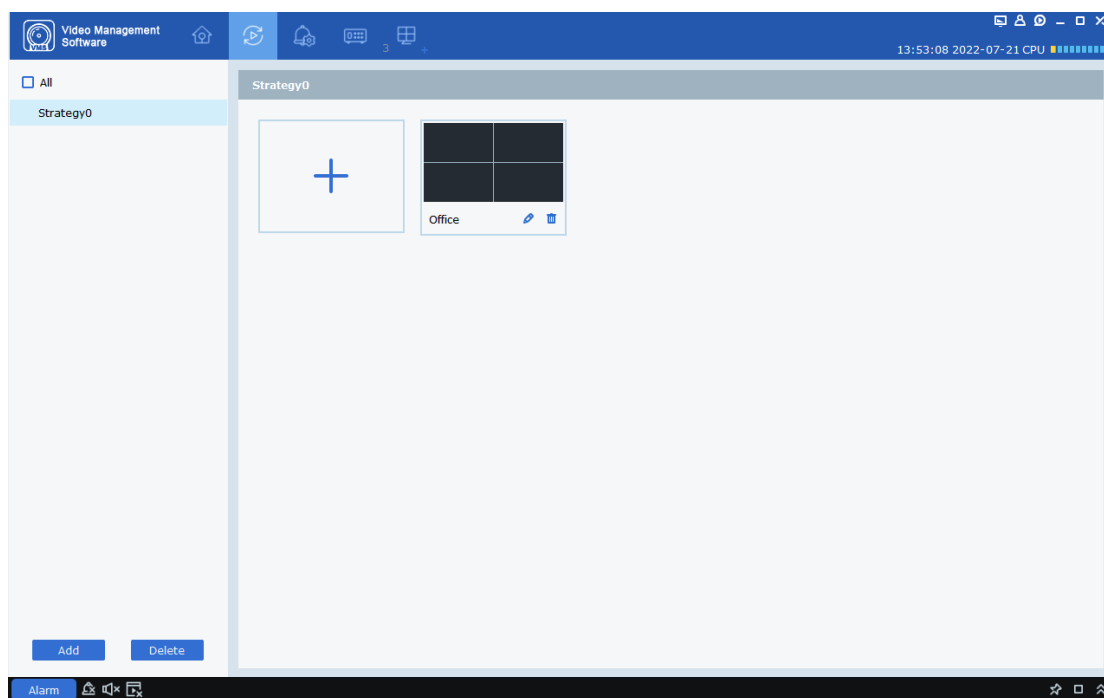 Video Management
Software
3
13:53:08 2022-07-21 CPU
All
Strategy0
Strategy0
Office
Add
Delete
Alarm